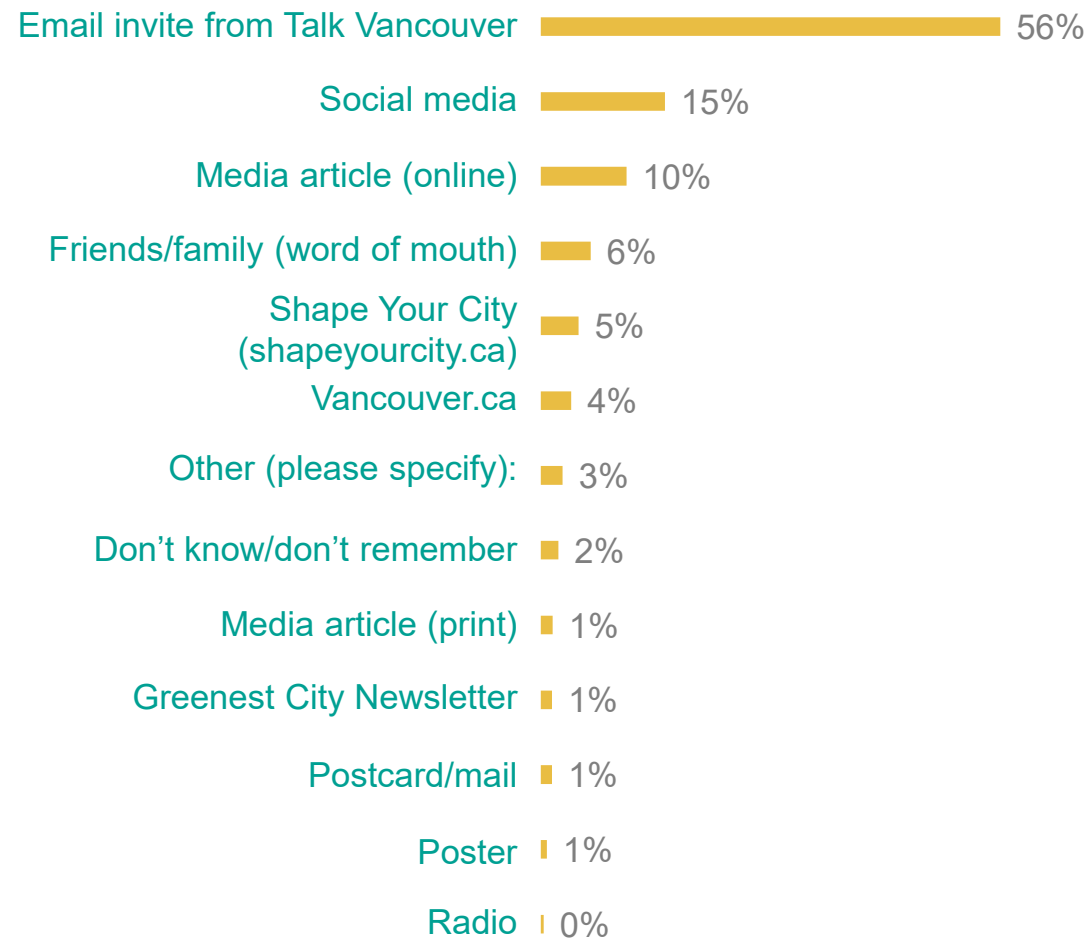 Email invite from Talk Vancouver 56%
Social media 15%
Media article (online) 10%
Friends/family (word of mouth) 6%
Shape Your City
(shapeyourcity.ca) 5%
Vancouver.ca 4%
Other (please specify): 3%
Don’t know/don’t remember 2%
Media article (print) 1%
Greenest City Newsletter 1%
Postcard/mail 1%
Poster 1%
Radio 0%